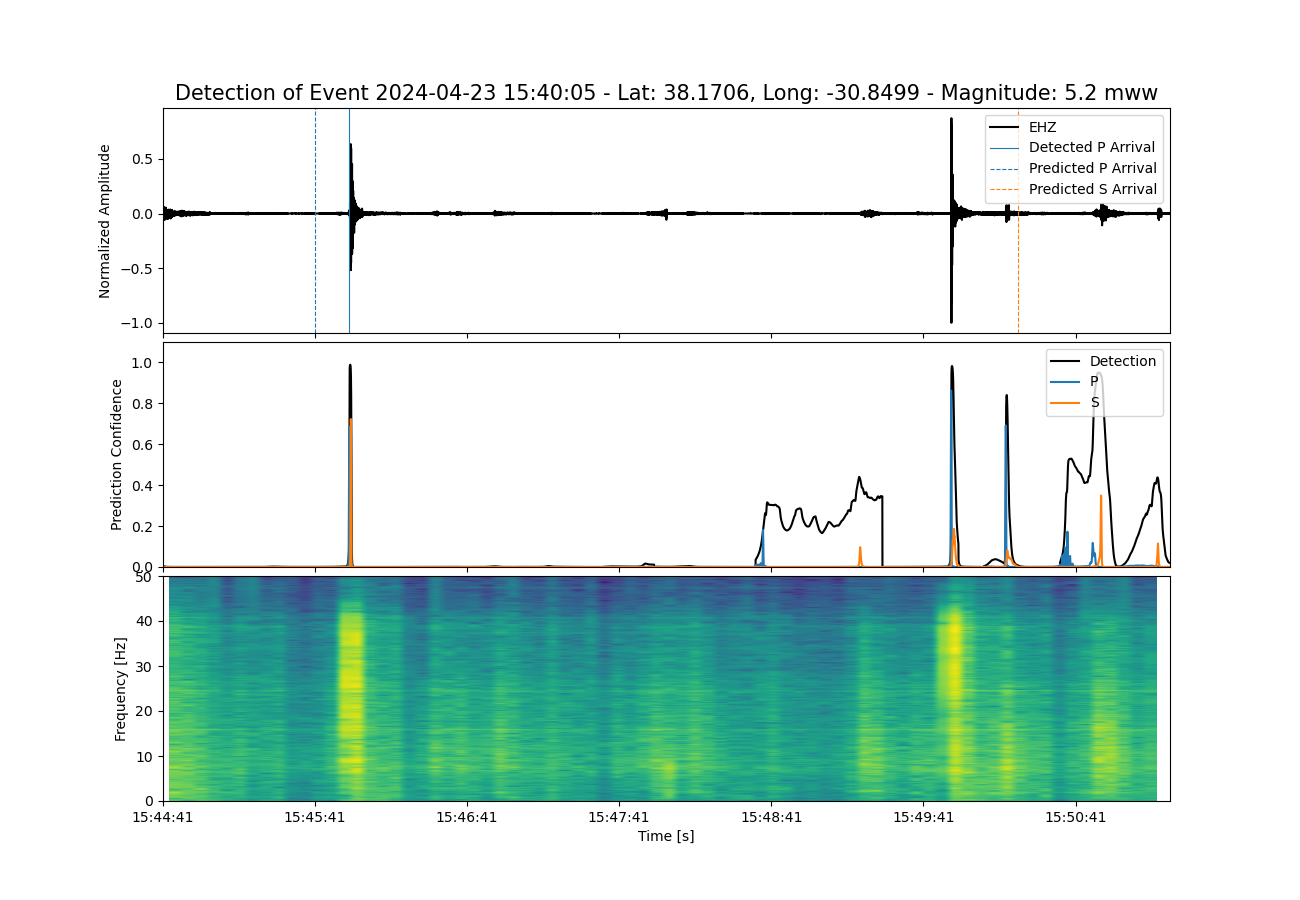 Detection of Event 2024-04-23 15:40:05 - Lat: 38.1706, Long: -30.8499 - Magnitude: 5.2 mww
Normalized Amplitude
0.5
0.0
−0.5
−1.0
EHZ
Detected P Arrival
Predicted P Arrival
Predicted S Arrival
Prediction Confidence
1.0
0.8
0.6
0.4
0.2
0.0
Detection
P
S
Frequency [Hz]
50
40
30
20
10
0
15:44:41 15:45:41 15:46:41 15:47:41 15:48:41 15:49:41 15:50:41
Time [s]